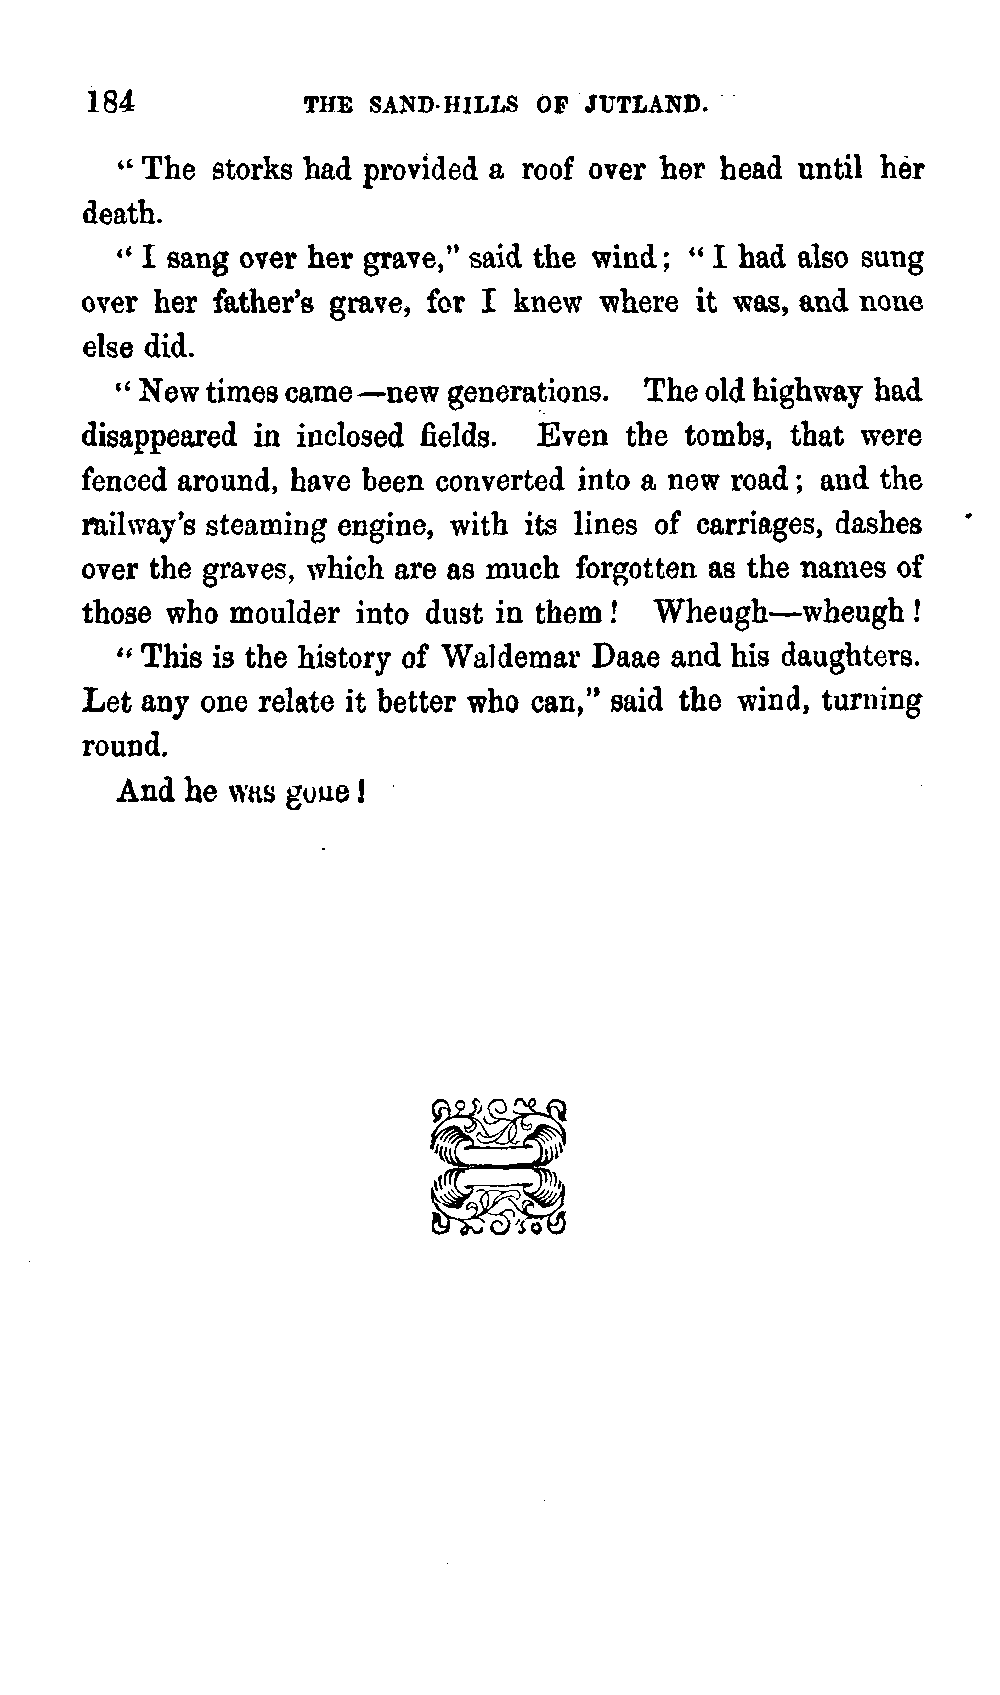 184 THE SAND-HILLS OF JUTLAND.
"The storks had provided a roof over her head until her
death.
"I sang over her grave," said the wind; "I had also sung
over her father's grave, for I knew where it was, and none
else did.
"New times came—new generations. The old highway had
disappeared in inclosed fields. Even the tombs, that were
fenced around, have been converted into a new road; and the
railway's steaming engine, with its lines of carriages, dashes
over the graves, which are as much forgotten as the names of
those who moulder into dust in them! Wheugh—wheugh!
"This is the history of Waldemar Daae and his daughters.
Let any one relate it better who can," said the wind, turning
round.
And he was gone!